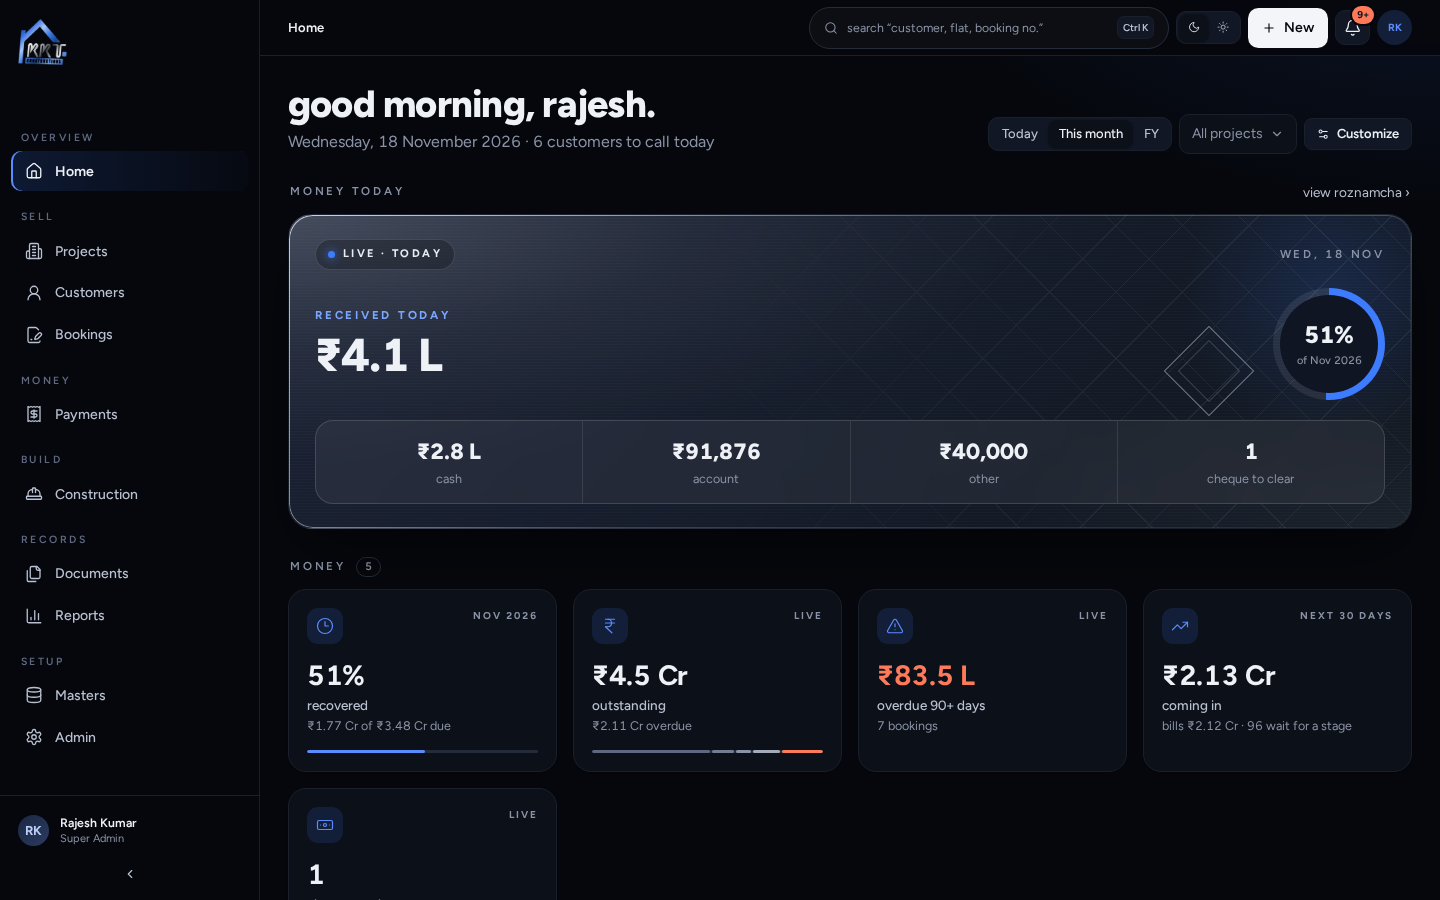 RKT
Home
search “customer, flat, booking no.”
Ctrl K
New
9+
RK
OVERVIEW
Home
SELL
Projects
Customers
Bookings
MONEY
Payments
BUILD
Construction
RECORDS
Documents
Reports
SETUP
Masters
Admin
RK
Rajesh Kumar
Super Admin
good morning, rajesh.
Wednesday, 18 November 2026 · 6 customers to call today
Today
This month
FY
All projects
Customize
MONEY TODAY
view roznamcha ›
LIVE · TODAY
WED, 18 NOV
RECEIVED TODAY
₹4.1 L
51%
of Nov 2026
₹2.8 L
cash
₹91,876
account
₹40,000
other
1
cheque to clear
MONEY
5
NOV 2026
51%
recovered
₹1.77 Cr of ₹3.48 Cr due
LIVE
₹4.5 Cr
outstanding
₹2.11 Cr overdue
LIVE
₹83.5 L
overdue 90+ days
7 bookings
NEXT 30 DAYS
₹2.13 Cr
coming in
bills ₹2.12 Cr · 96 wait for a stage
LIVE
1